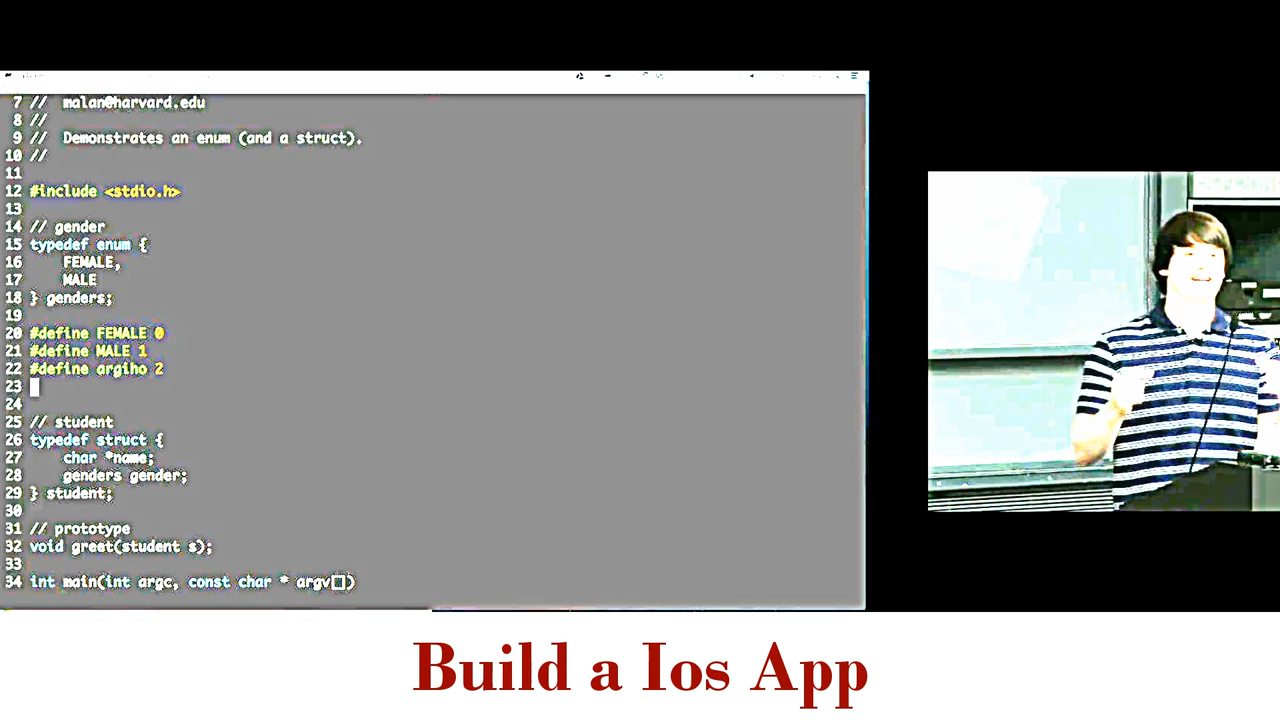 7 //  malan@harvard.edu
8 //
9 //  Demonstrates an enum (and a struct).
10 //
11
12 #include <stdio.h>
13
14 // gender
15 typedef enum {
16     FEMALE,
17     MALE
18 } genders;
19
20 #define FEMALE 0
21 #define MALE 1
22 #define argiho 2
23
24
25 // student
26 typedef struct {
27     char *name;
28     genders gender;
29 } student;
30
31 // prototype
32 void greet(student s);
33
34 int main(int argc, const char * argv[])
Build a Ios App